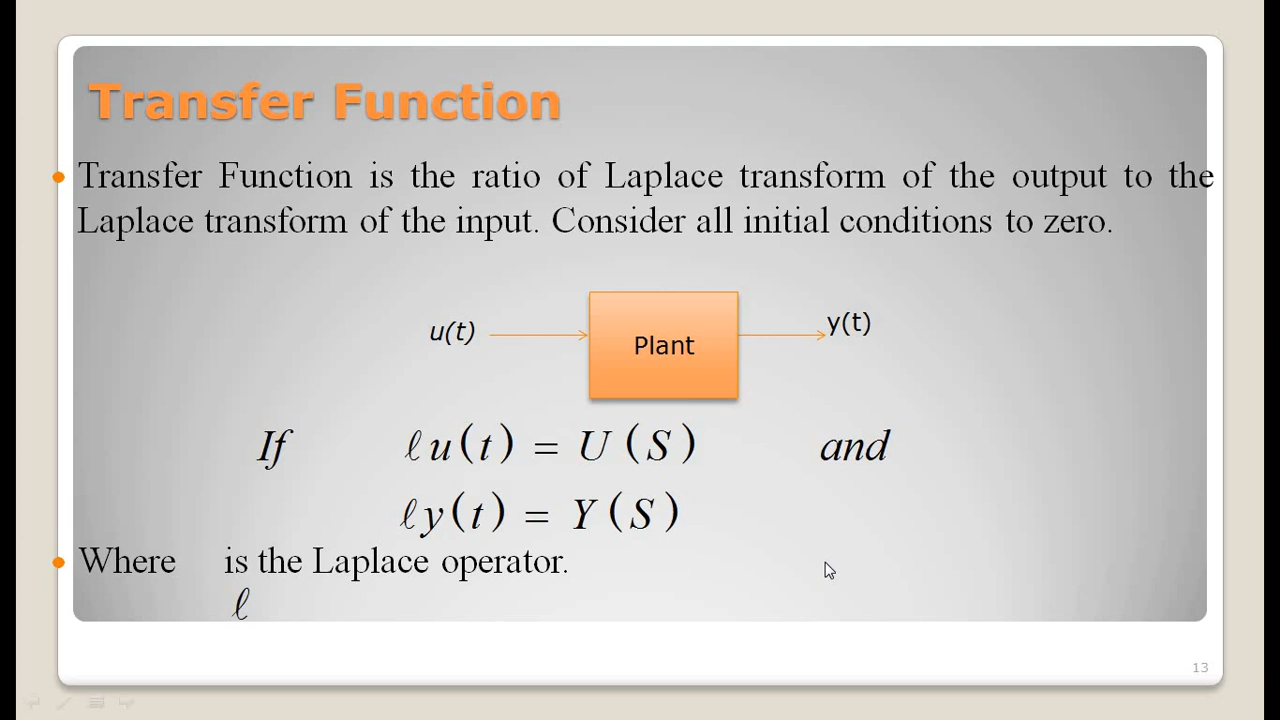 Transfer Function
Transfer Function is the ratio of Laplace transform of the output to the
Laplace transform of the input. Consider all initial conditions to zero.
u(t)
Plant
y(t)
If ℓu(t) = U(S) and
ℓy(t) = Y(S)
Where is the Laplace operator.
ℓ
13